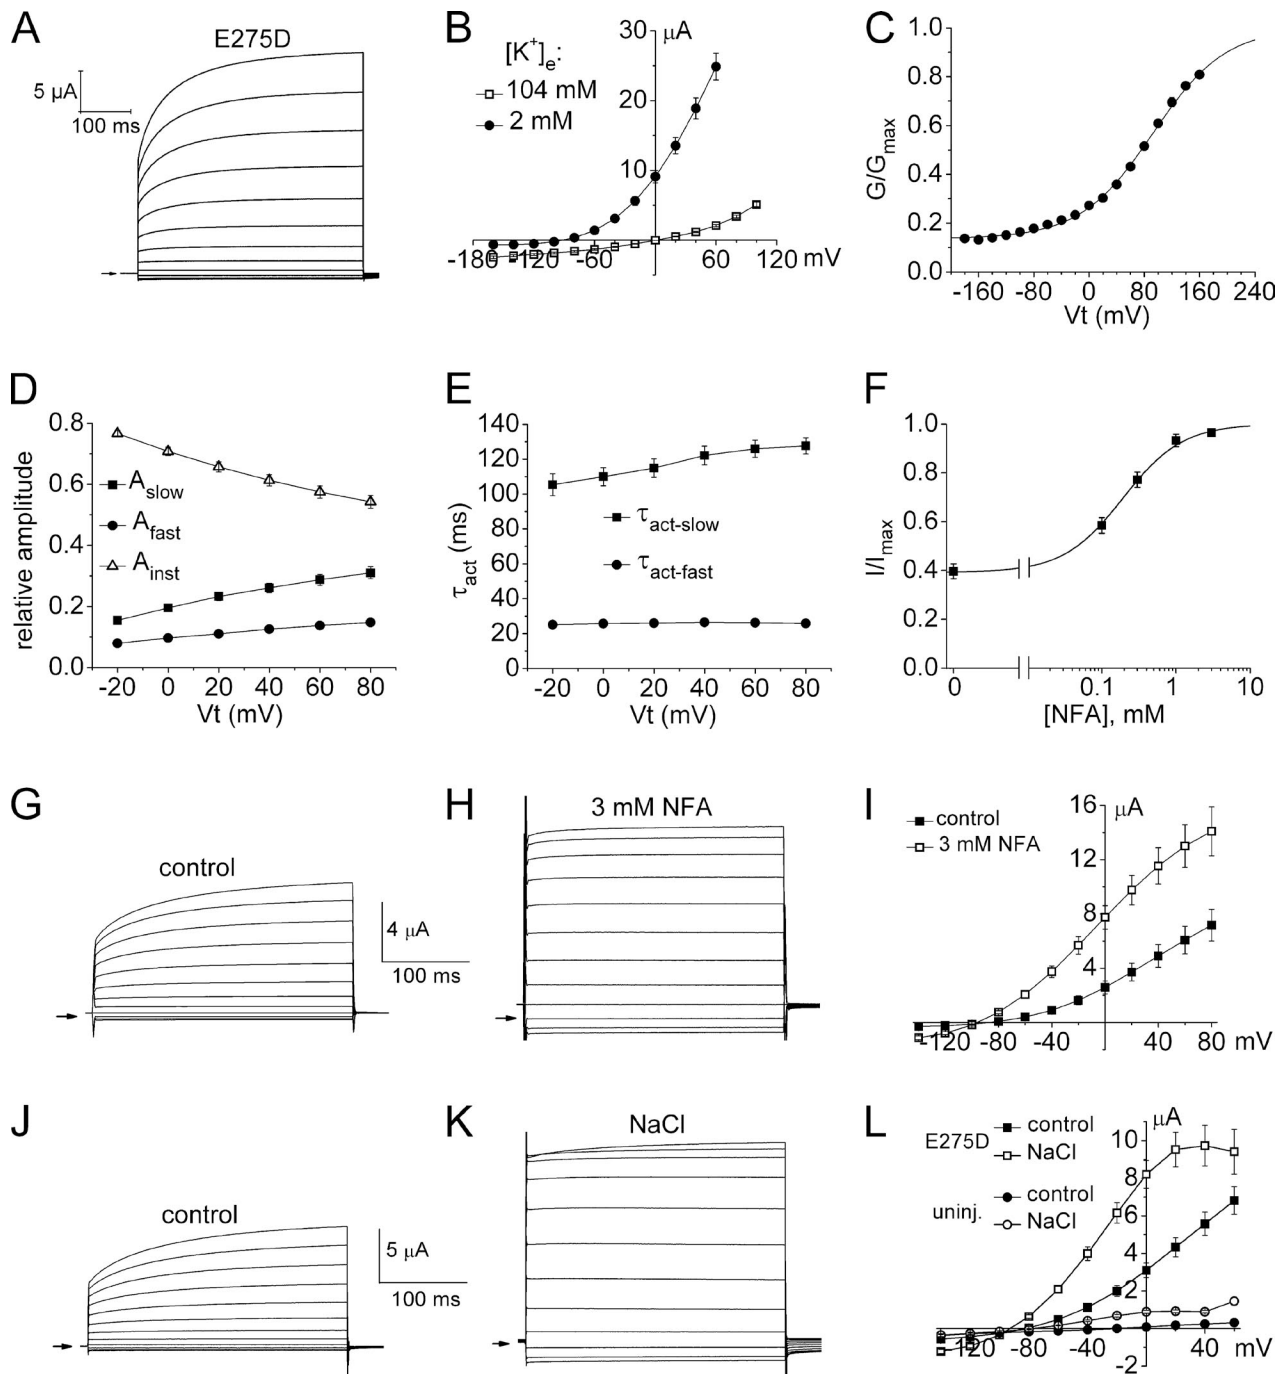 A
E275D
5 μA
100 ms
B
μA
[K+]e:
104 mM
2 mM
30
20
10
-180
-120
-60
60
120
mV
C
G/Gmax
1.0
0.8
0.6
0.4
0.2
0.0
-160
-80
0
80
160
240
Vt (mV)
D
relative amplitude
0.8
0.6
0.4
0.2
0.0
Aslow
Afast
Ainst
-20
0
20
40
60
80
Vt (mV)
E
τact (ms)
140
120
100
80
60
40
20
0
τact-slow
τact-fast
-20
0
20
40
60
80
Vt (mV)
F
I/Imax
1.0
0.8
0.6
0.4
0.2
0.0
0
0.1
1
10
[NFA], mM
G
control
4 μA
100 ms
H
3 mM NFA
I
control
3 mM NFA
μA
16
12
8
4
-120
-80
-40
40
80
mV
J
control
5 μA
100 ms
K
NaCl
L
E275D
control
NaCl
uninj.
control
NaCl
μA
10
8
6
4
2
-2
-120
-80
-40
40
mV